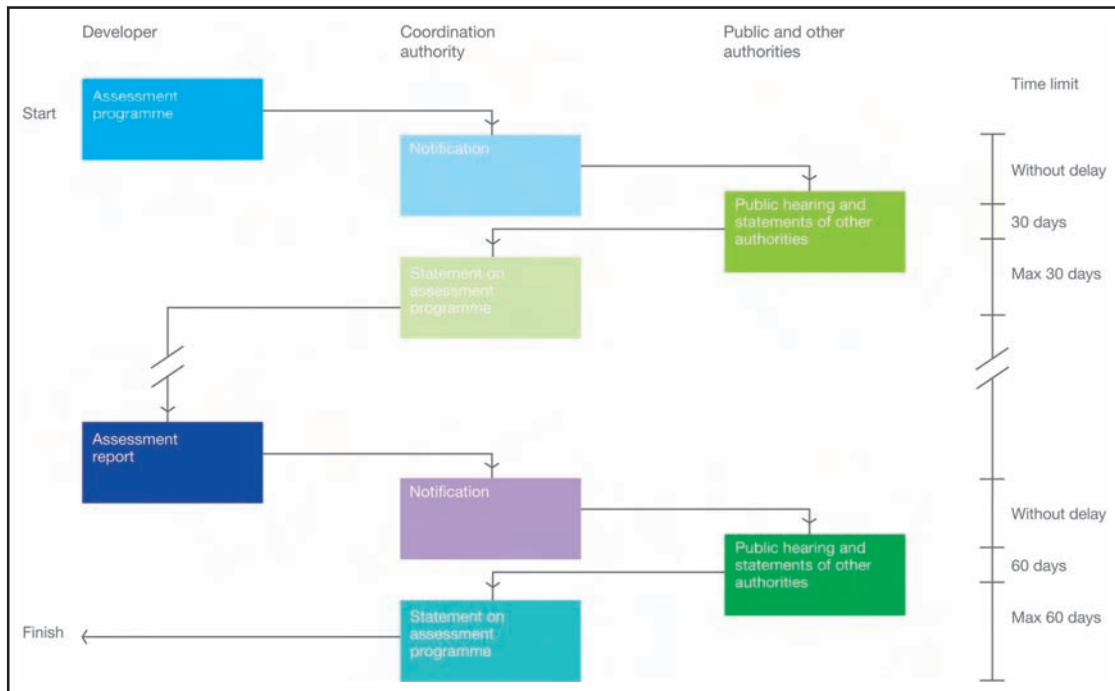 Developer
Coordination
authority
Public and other
authorities
Time limit
Start
Assessment
programme
Notification
Without delay
Public hearing and
statements of other
authorities
30 days
Statement on
assessment
programme
Max 30 days
Assessment
report
Notification
Without delay
Public hearing and
statements of other
authorities
60 days
Statement on
assessment
programme
Max 60 days
Finish